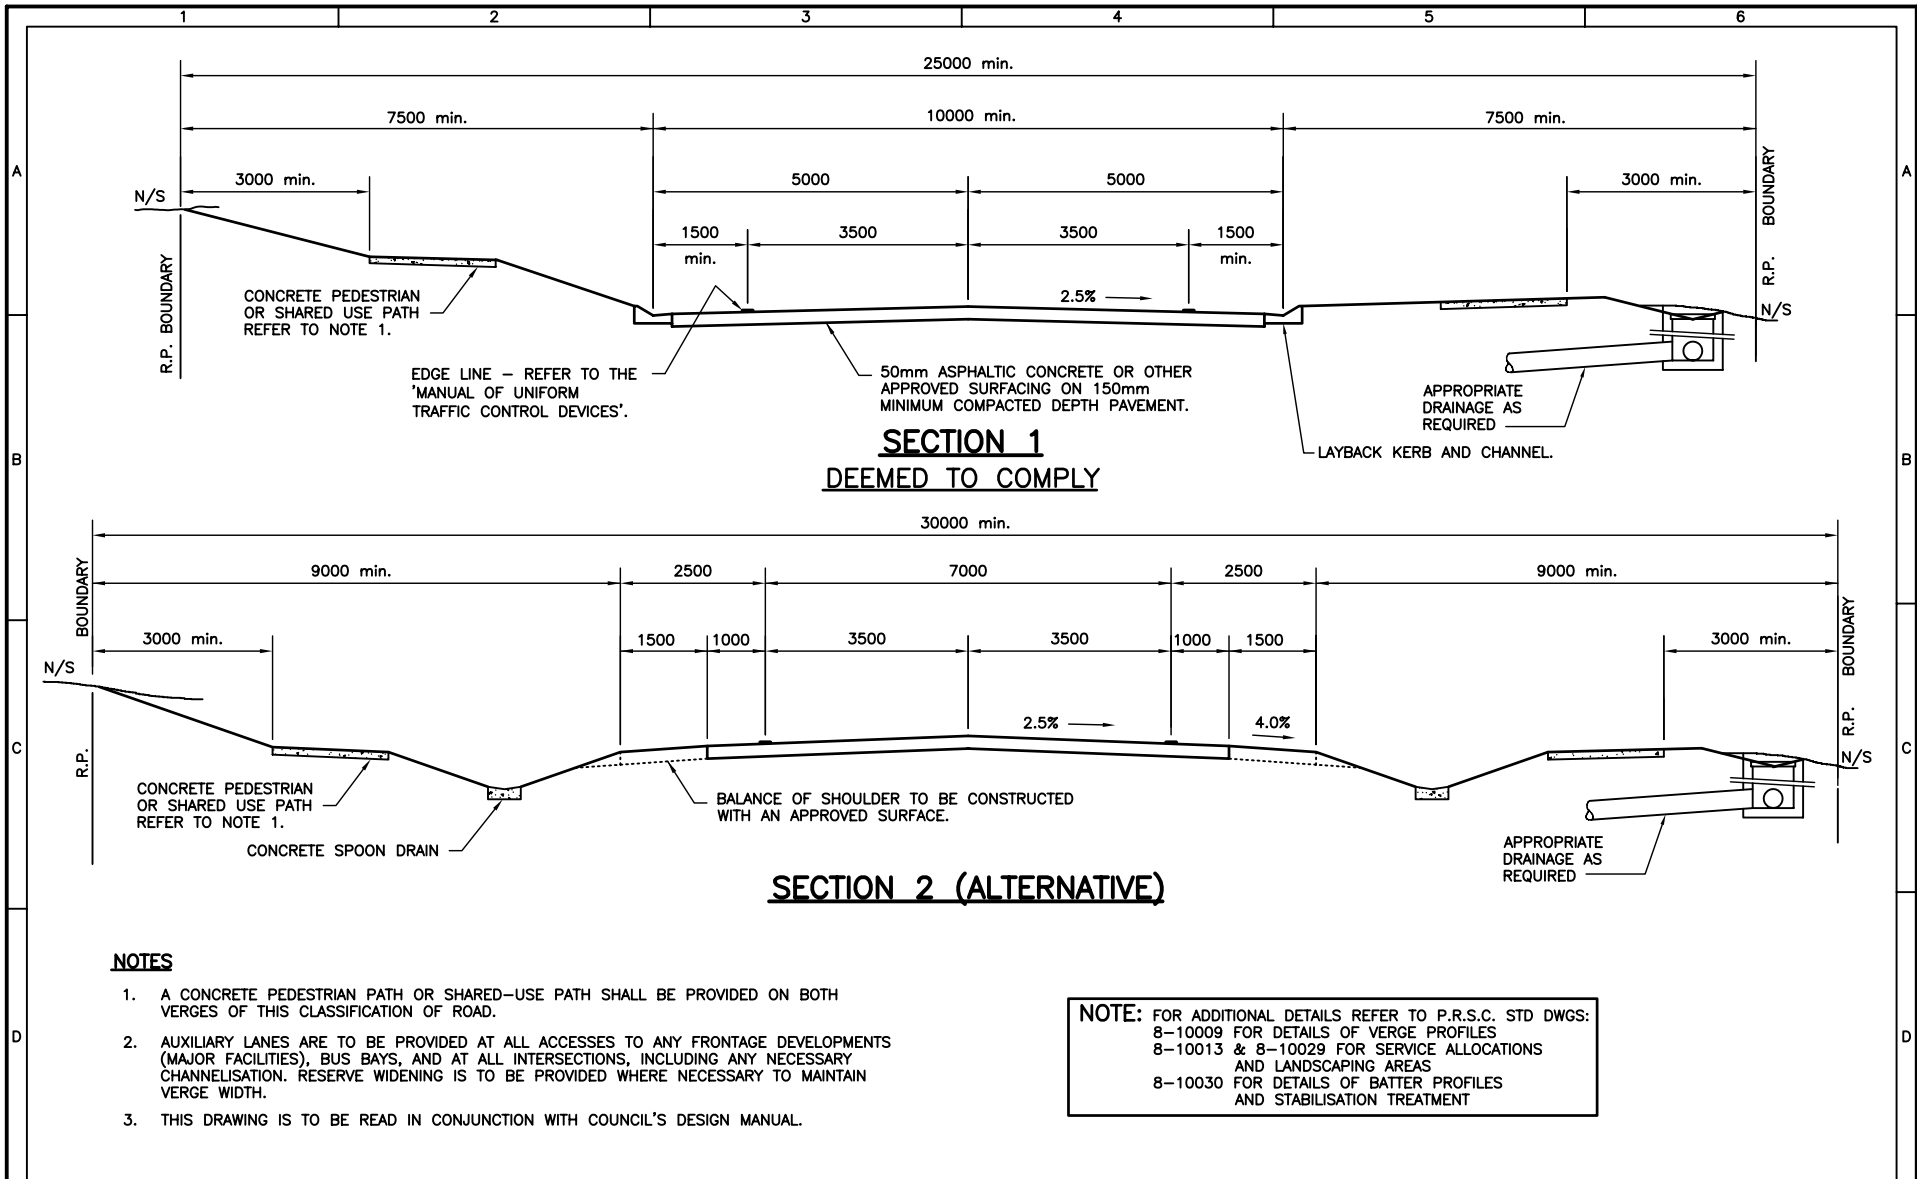 1 2 3 4 5 6
25000 min.
7500 min. 10000 min. 7500 min.
A A
3000 min. 5000 5000 3000 min.
N/S
R.P. BOUNDARY
1500 min. 3500 3500 1500 min.
R.P. BOUNDARY
CONCRETE PEDESTRIAN
OR SHARED USE PATH
REFER TO NOTE 1.
2.5%
N/S
EDGE LINE – REFER TO THE
'MANUAL OF UNIFORM
TRAFFIC CONTROL DEVICES'.
50mm ASPHALTIC CONCRETE OR OTHER
APPROVED SURFACING ON 150mm
MINIMUM COMPACTED DEPTH PAVEMENT.
APPROPRIATE
DRAINAGE AS
REQUIRED
LAYBACK KERB AND CHANNEL.
B B
SECTION 1
DEEMED TO COMPLY
30000 min.
9000 min. 2500 7000 2500 9000 min.
R.P. BOUNDARY
3000 min. 1500 1000 3500 3500 1000 1500 3000 min.
R.P. BOUNDARY
N/S
2.5% 4.0%
N/S
C C
CONCRETE PEDESTRIAN
OR SHARED USE PATH
REFER TO NOTE 1.
CONCRETE SPOON DRAIN
BALANCE OF SHOULDER TO BE CONSTRUCTED
WITH AN APPROVED SURFACE.
APPROPRIATE
DRAINAGE AS
REQUIRED
SECTION 2 (ALTERNATIVE)
NOTES
1. A CONCRETE PEDESTRIAN PATH OR SHARED–USE PATH SHALL BE PROVIDED ON BOTH
VERGES OF THIS CLASSIFICATION OF ROAD.
2. AUXILIARY LANES ARE TO BE PROVIDED AT ALL ACCESSES TO ANY FRONTAGE DEVELOPMENTS
(MAJOR FACILITIES), BUS BAYS, AND AT ALL INTERSECTIONS, INCLUDING ANY NECESSARY
CHANNELISATION. RESERVE WIDENING IS TO BE PROVIDED WHERE NECESSARY TO MAINTAIN
VERGE WIDTH.
3. THIS DRAWING IS TO BE READ IN CONJUNCTION WITH COUNCIL'S DESIGN MANUAL.
D D
NOTE: FOR ADDITIONAL DETAILS REFER TO P.R.S.C. STD DWGS:
8–10009 FOR DETAILS OF VERGE PROFILES
8–10013 & 8–10029 FOR SERVICE ALLOCATIONS
AND LANDSCAPING AREAS
8–10030 FOR DETAILS OF BATTER PROFILES
AND STABILISATION TREATMENT